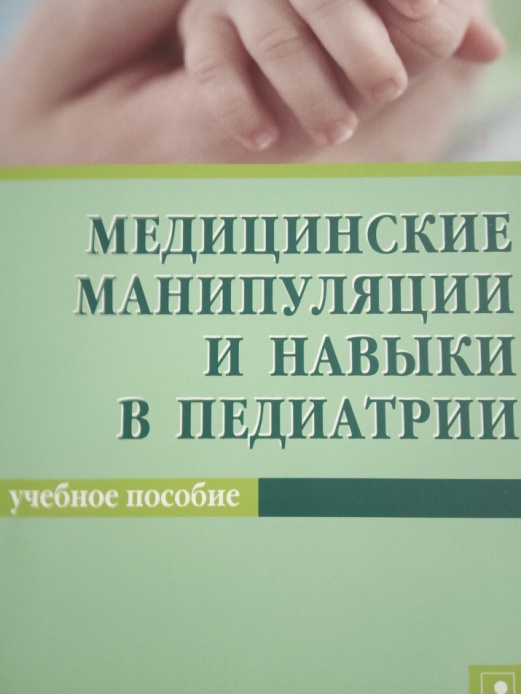 МЕДИЦИНСКИЕ
МАНИПУЛЯЦИИ
И НАВЫКИ
В ПЕДИАТРИИ
учебное пособие